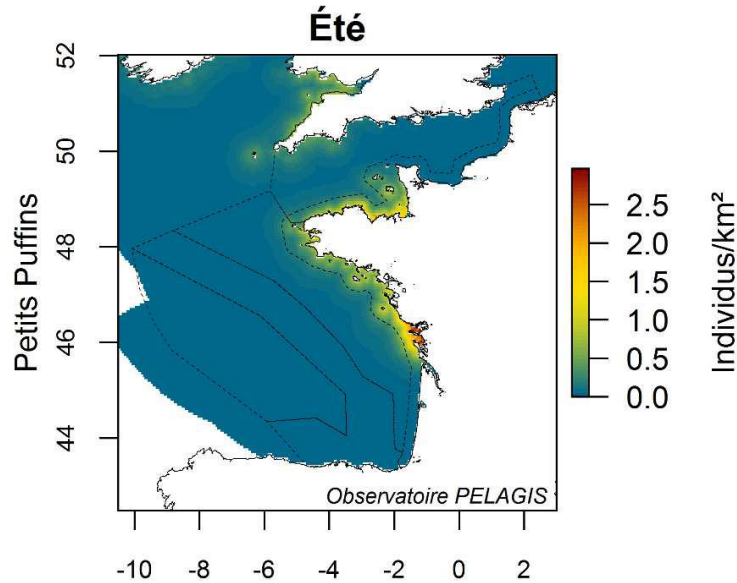 Été
52
50
48
46
44
Petits Puffins
-10 -8 -6 -4 -2 0 2
Observatoire PELAGIS
2.5
2.0
1.5
1.0
0.5
0.0
Individus/km²